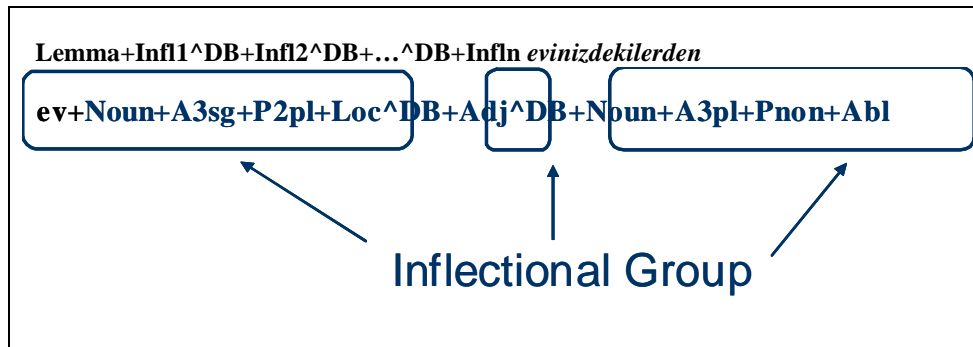 Lemma+Infl1^DB+Infl2^DB+…^DB+Infln evinizdekilerden
ev+Noun+A3sg+P2pl+Loc^DB+Adj^DB+Noun+A3pl+Pnon+Abl
Inflectional Group